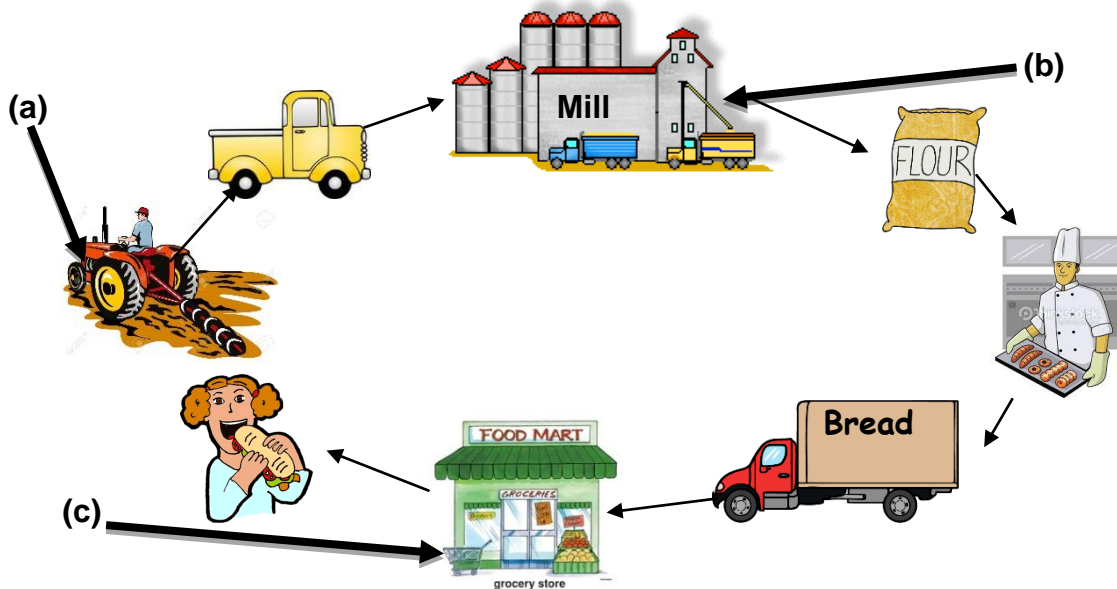 (a)
Mill
(b)
FLOUR
Bread
FOOD MART
GROCERIES
(c)
grocery store